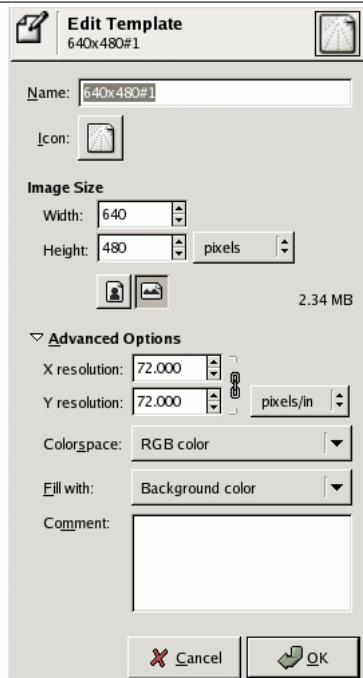 Edit Template
640x480#1
Name: 640x480#1
Icon:
Image Size
Width: 640
Height: 480 pixels
2.34 MB
Advanced Options
X resolution: 72.000
Y resolution: 72.000 pixels/in
Colorspace: RGB color
Fill with: Background color
Comment:
Cancel OK